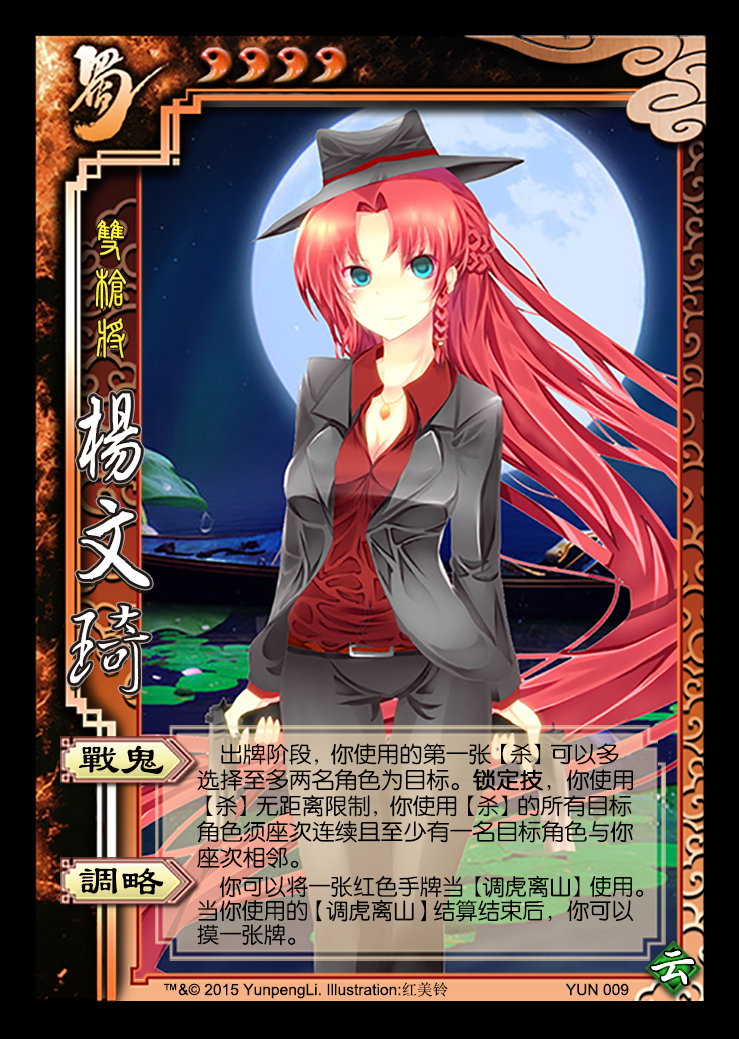 蜀
雙槍将
楊文琦
戰鬼
出牌阶段，你使用的第一张【杀】可以多
选择至多两名角色为目标。锁定技，你使用
【杀】无距离限制，你使用【杀】的所有目标
角色须座次连续且至少有一名目标角色与你
座次相邻。
調略
你可以将一张红色手牌当【调虎离山】使用。
当你使用的【调虎离山】结算结束后，你可以
摸一张牌。
云
™&© 2015 YunpengLi. Illustration:红美铃
YUN 009